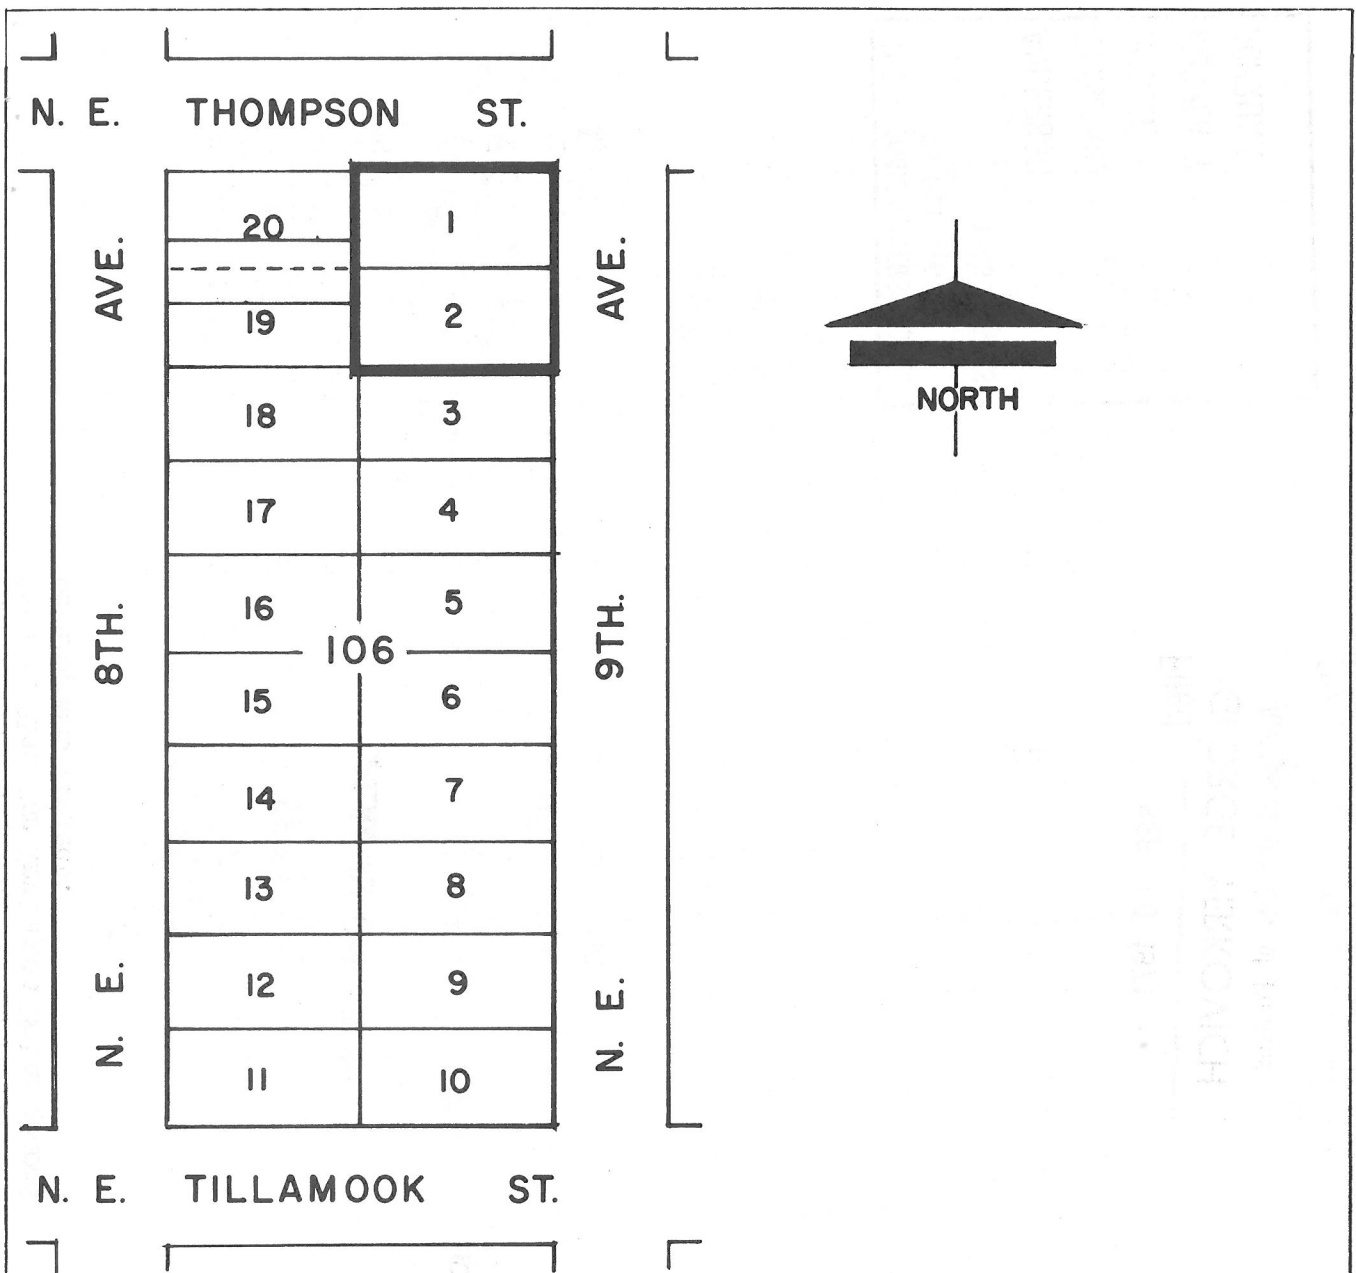 N. E. THOMPSON ST.
20 1
19 2
18 3
17 4
16 5
106
15 6
14 7
13 8
12 9
11 10
N. E. 8TH. AVE.
N. E. 9TH. AVE.
NORTH
N. E. TILLAMOOK ST.